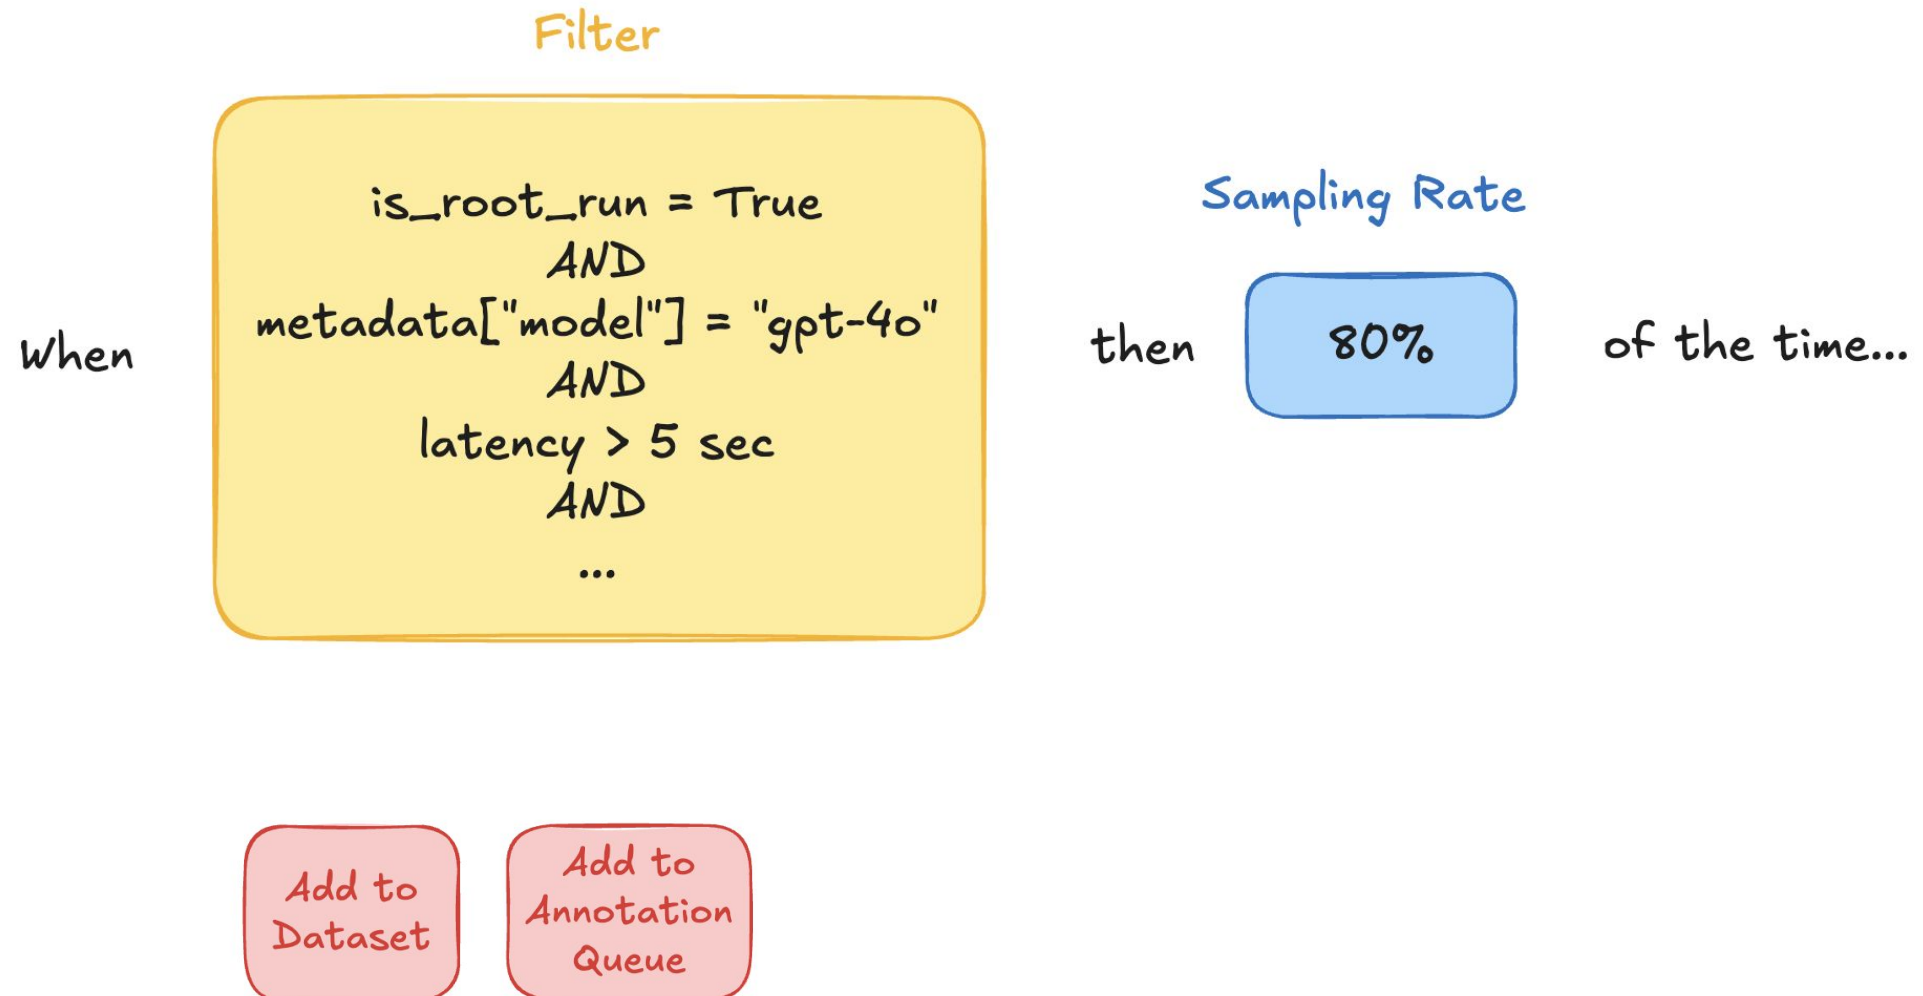 Filter
When
is_root_run = True
AND
metadata["model"] = "gpt-4o"
AND
latency > 5 sec
AND
...
then
Sampling Rate
80%
of the time...
Add to
Dataset
Add to
Annotation
Queue